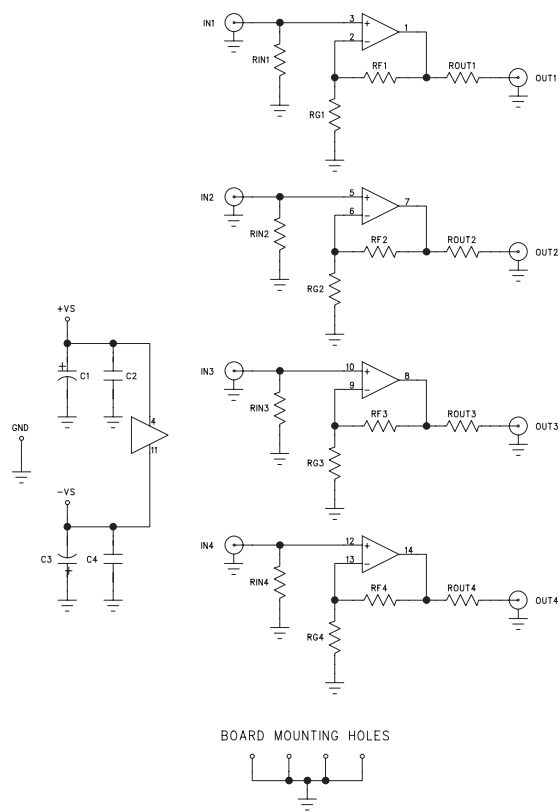 IN1
3
+
1
2
−
RIN1
RF1
ROUT1
OUT1
RG1
IN2
5
+
7
6
−
RIN2
RF2
ROUT2
OUT2
RG2
+VS
+
C1
C2
4
11
GND
−VS
C3
+
C4
IN3
10
+
8
9
−
RIN3
RF3
ROUT3
OUT3
RG3
IN4
12
+
14
13
−
RIN4
RF4
ROUT4
OUT4
RG4
BOARD MOUNTING HOLES